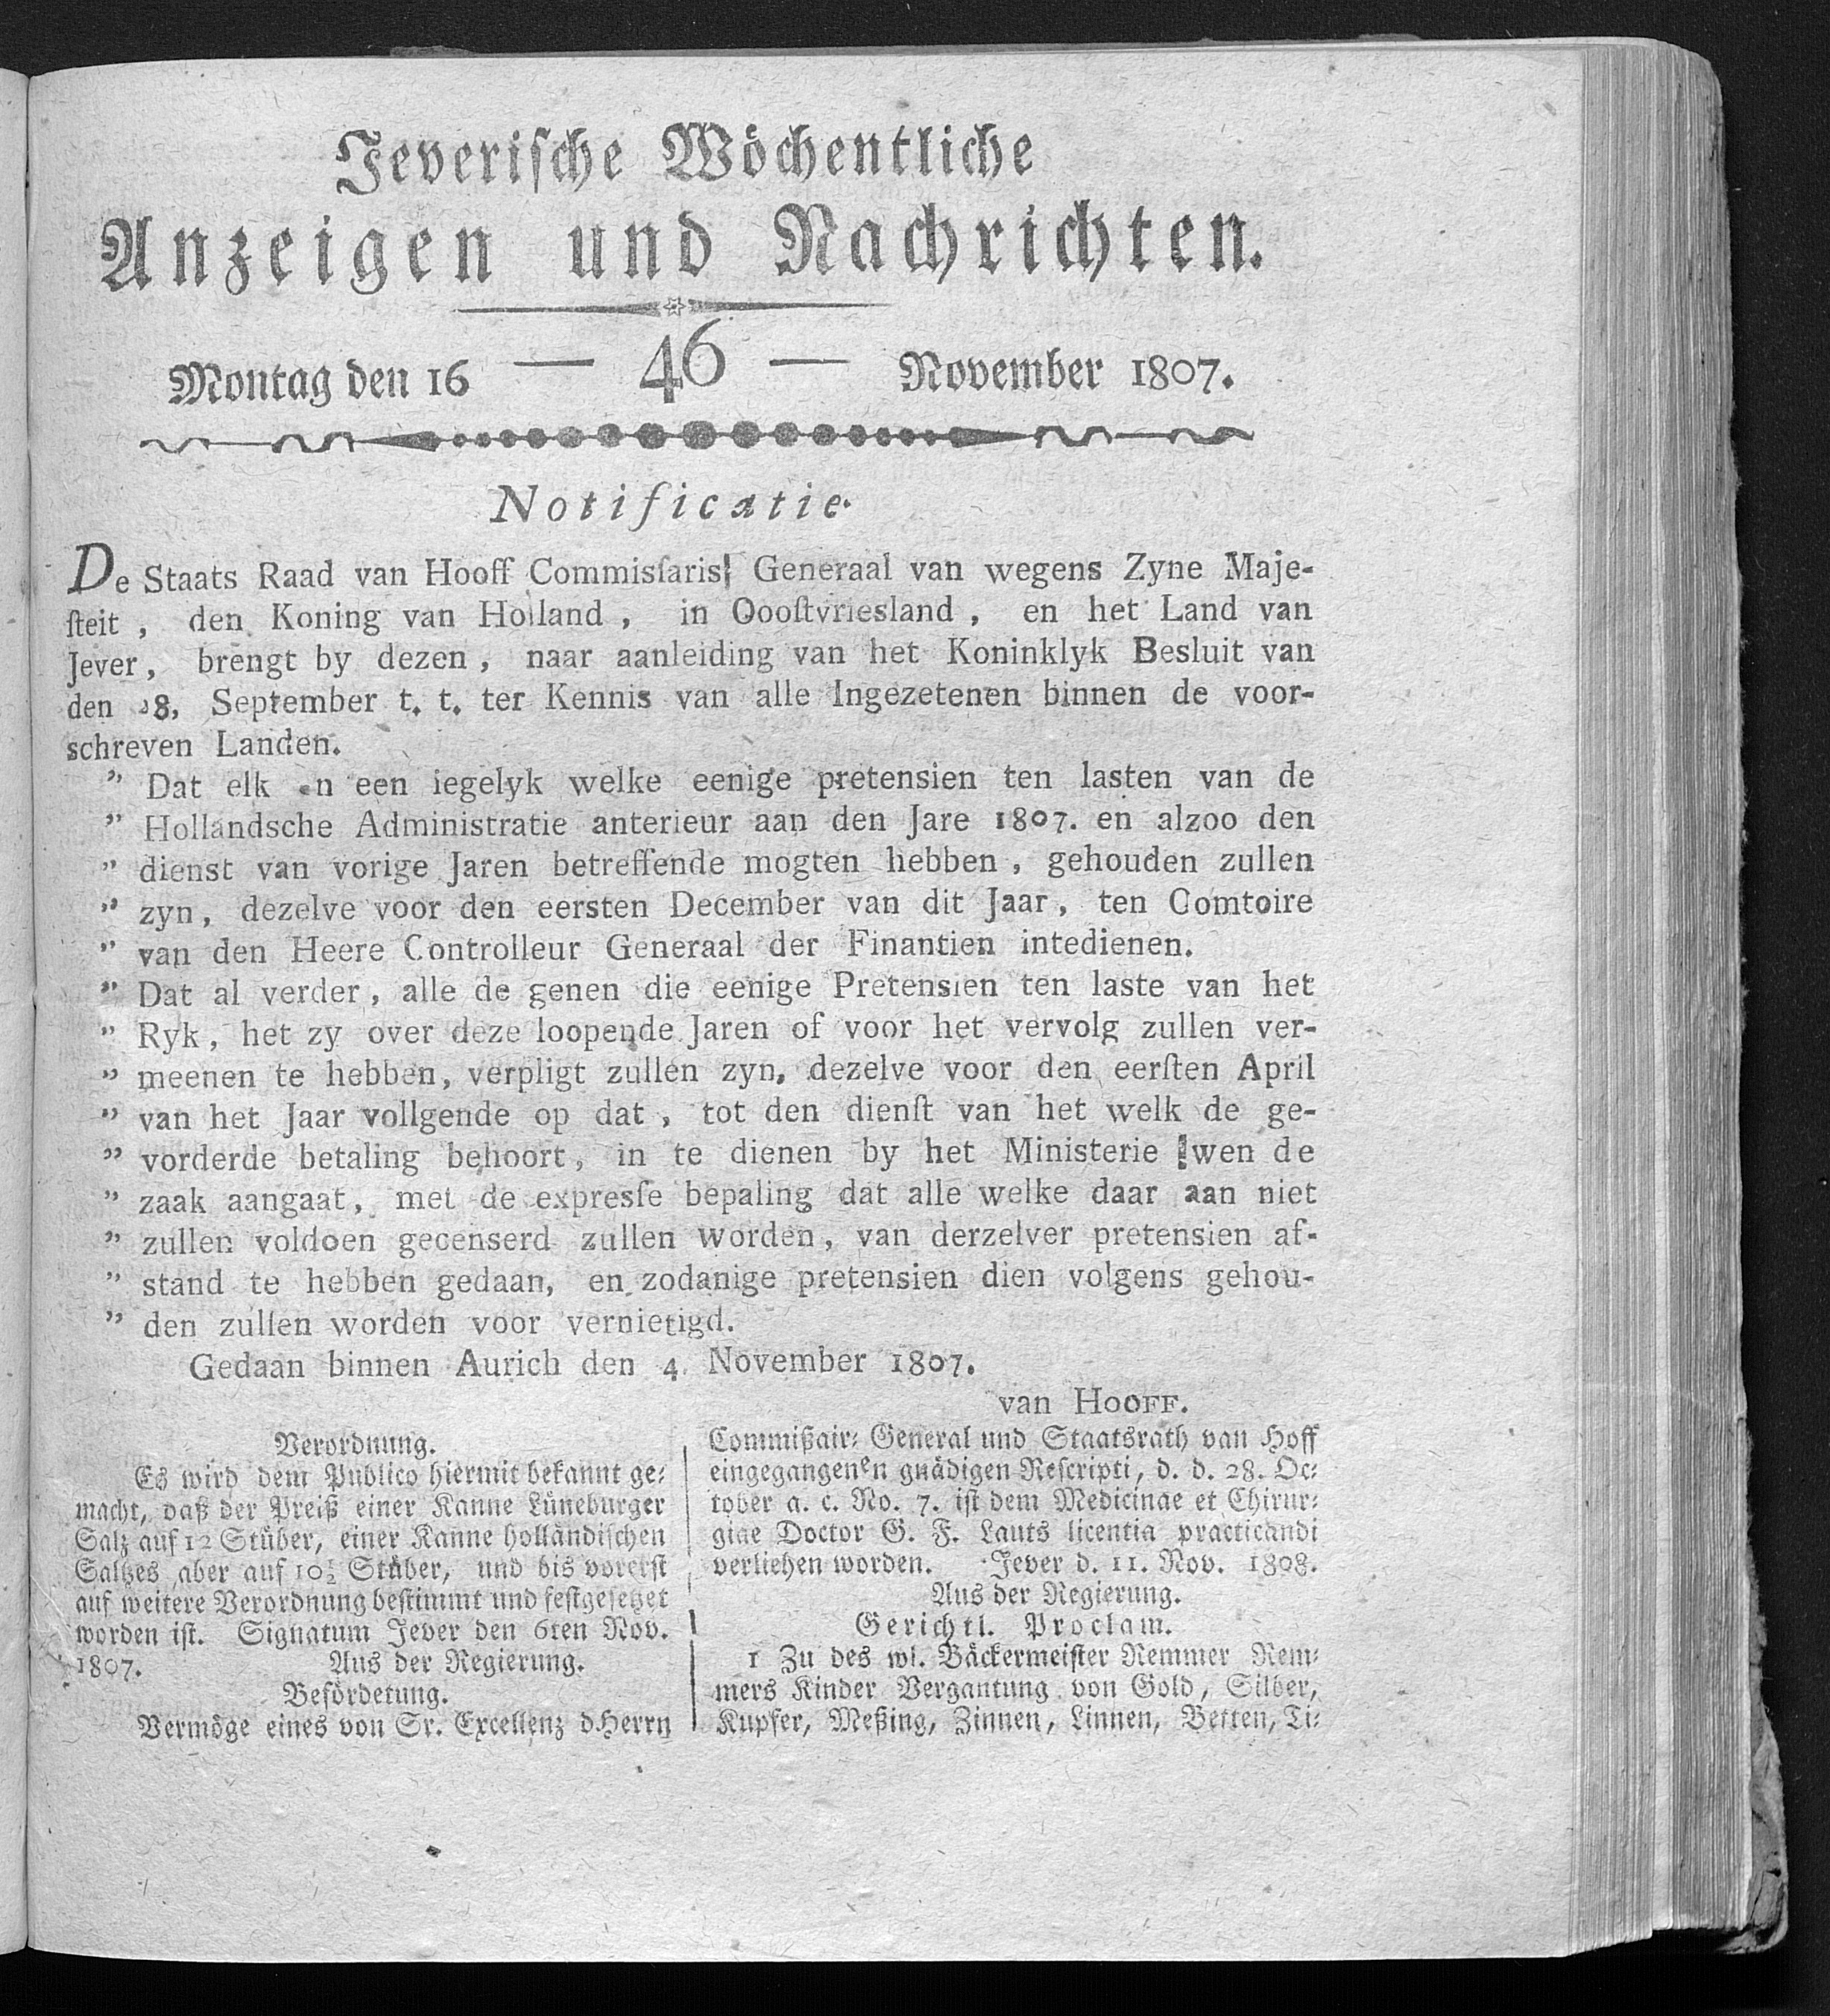 Jeverische Wöchentliche
Anzeigen und Nachrichten.
Montag den 16 — 46 — November 1807.
Notificatie.
De Staats Raad van Hooff Commisſaris Generaal van wegens Zyne Maje-
ſteit , den Koning van Holland , in Oooſtvriesland , en het Land van
Jever , brengt by dezen , naar aanleiding van het Koninklyk Besluit van
den 28, September t. t. ter Kennis van alle Ingezetenen binnen de voor-
schreven Landen.
” Dat elk en een iegelyk welke eenige pretensien ten lasten van de
” Hollandsche Administratie anterieur aan den Jare 1807. en alzoo den
” dienst van vorige Jaren betreffende mogten hebben , gehouden zullen
” zyn , dezelve voor den eersten December van dit Jaar , ten Comtoire
” van den Heere Controlleur Generaal der Finantien intedienen.
” Dat al verder , alle de genen die eenige Pretensien ten laste van het
” Ryk , het zy over deze loopende Jaren of voor het vervolg zullen ver-
” meenen te hebben, verpligt zullen zyn, dezelve voor den eerſten April
” van het Jaar vollgende op dat , tot den dienſt van het welk de ge-
” vorderde betaling behoort , in te dienen by het Ministerie wen de
” zaak aangaat , met de expresſe bepaling dat alle welke daar aan niet
” zullen voldoen gecenserd zullen worden , van derzelver pretensien af-
” stand te hebben gedaan, en zodanige pretensien dien volgens gehou-
” den zullen worden voor vernietigd.
Gedaan binnen Aurich den 4. November 1807.
van HOOFF.
Verordnung.
Es wird dem Publico hiermit bekannt ge-
macht, daß der Preiß einer Kanne Lüneburger
Salz auf 12 Stüber, einer Kanne holländischen
Saltzes aber auf 10½ Stüber, und bis vorerst
auf weitere Verordnung bestimmt und festgesetzet
worden ist. Signatum Jever den 6ten Nov.
1807. Aus der Regierung.
Beförderung.
Vermöge eines von Sr. Excellenz d Herrn
Commißair- General und Staatsrath van Hoff
eingegangenen gnädigen Rescripti, d. d. 28. Oc-
tober a. c. No. 7. ist dem Medicinae et Chirur-
giae Doctor G. F. Lauts licentia practicandi
verliehen worden. Jever d. 11. Nov. 1808.
Aus der Regierung.
Gerichtl. Proclam.
1 Zu des wl. Bäckermeister Remmer Rem-
mers Kinder Vergantung von Gold, Silber,
Kupfer, Meßing, Zinnen, Linnen, Betten, Ti-